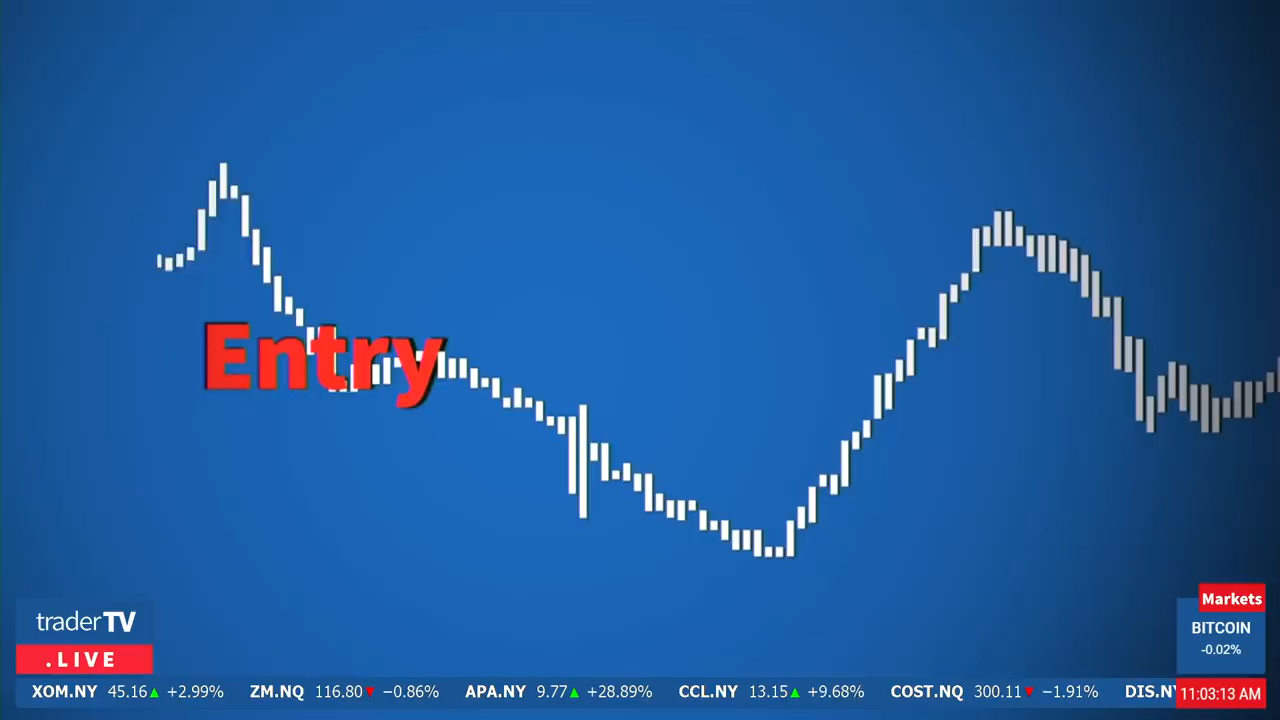 Entry
traderTV
.LIVE
Markets
BITCOIN
-0.02%
XOM.NY 45.16▲ +2.99% ZM.NQ 116.80▼ −0.86% APA.NY 9.77▲ +28.89% CCL.NY 13.15▲ +9.68% COST.NQ 300.11▼ −1.91% DIS.NY
11:03:13 AM